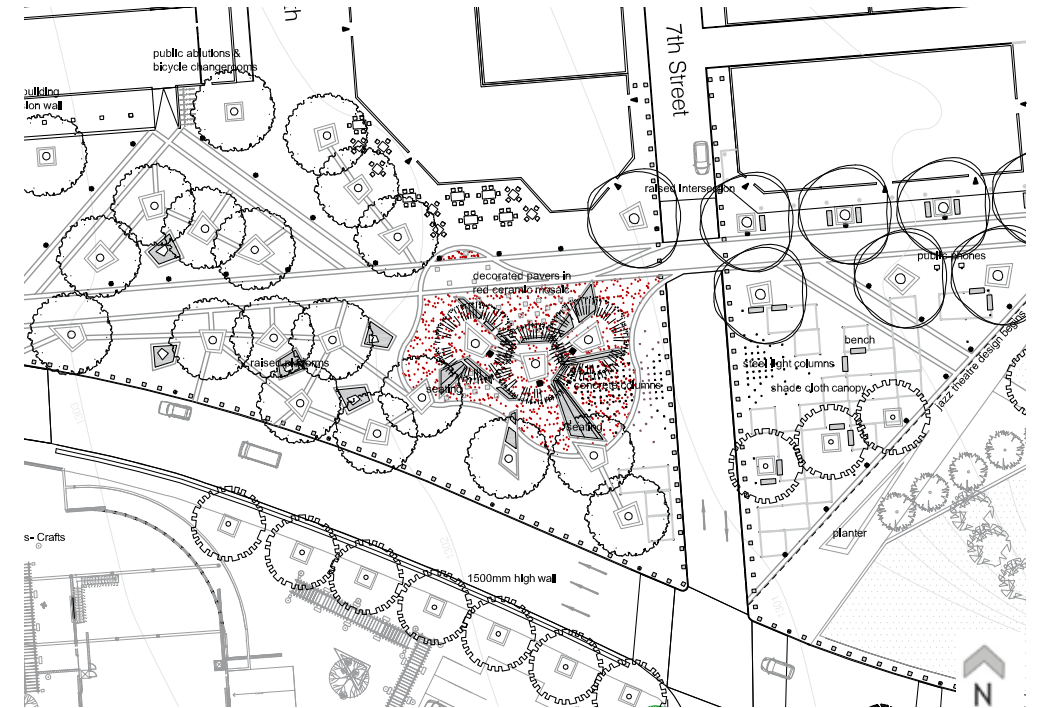 public ablutions &
bicycle changerooms
building
7th Street
raised intersection
decorated pavers in
red ceramic mosaic
public phones
bench
steel light columns
shade cloth canopy
jazz theatre design begins
raised platforms
seating
concrete columns
seating
planter
s- Crafts
1500mm high wall
N